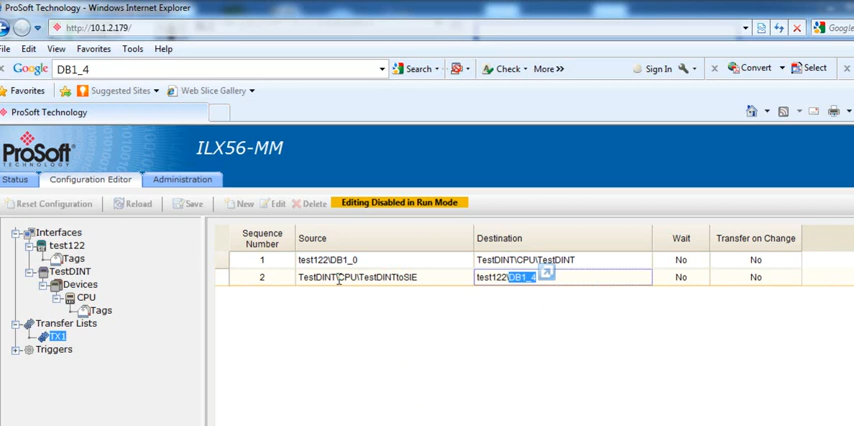 ProSoft Technology - Windows Internet Explorer
http://10.1.2.179/
Google
File Edit View Favorites Tools Help
x Google DB1_4 Search Check More» Sign In x Convert Select
Favorites Suggested Sites Web Slice Gallery
ProSoft Technology
ProSoft
TECHNOLOGY
ILX56-MM
Status Configuration Editor Administration
Reset Configuration Reload Save New Edit Delete Editing Disabled in Run Mode
Interfaces
test122
Tags
TestDINT
Devices
CPU
Tags
Transfer Lists
TX1
Triggers
Sequence Number Source Destination Wait Transfer on Change
1 test122\DB1_0 TestDINT\CPU\TestDINT No No
2 TestDINT\CPU\TestDINTtoSIE test122\DB1_4 No No